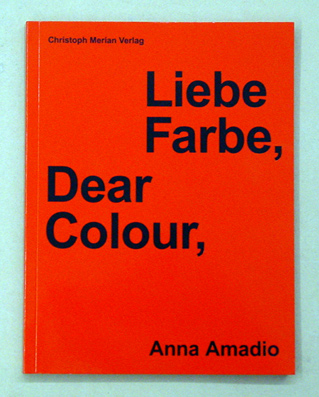 Christoph Merian Verlag
Liebe
Farbe,
Dear
Colour,
Anna Amadio